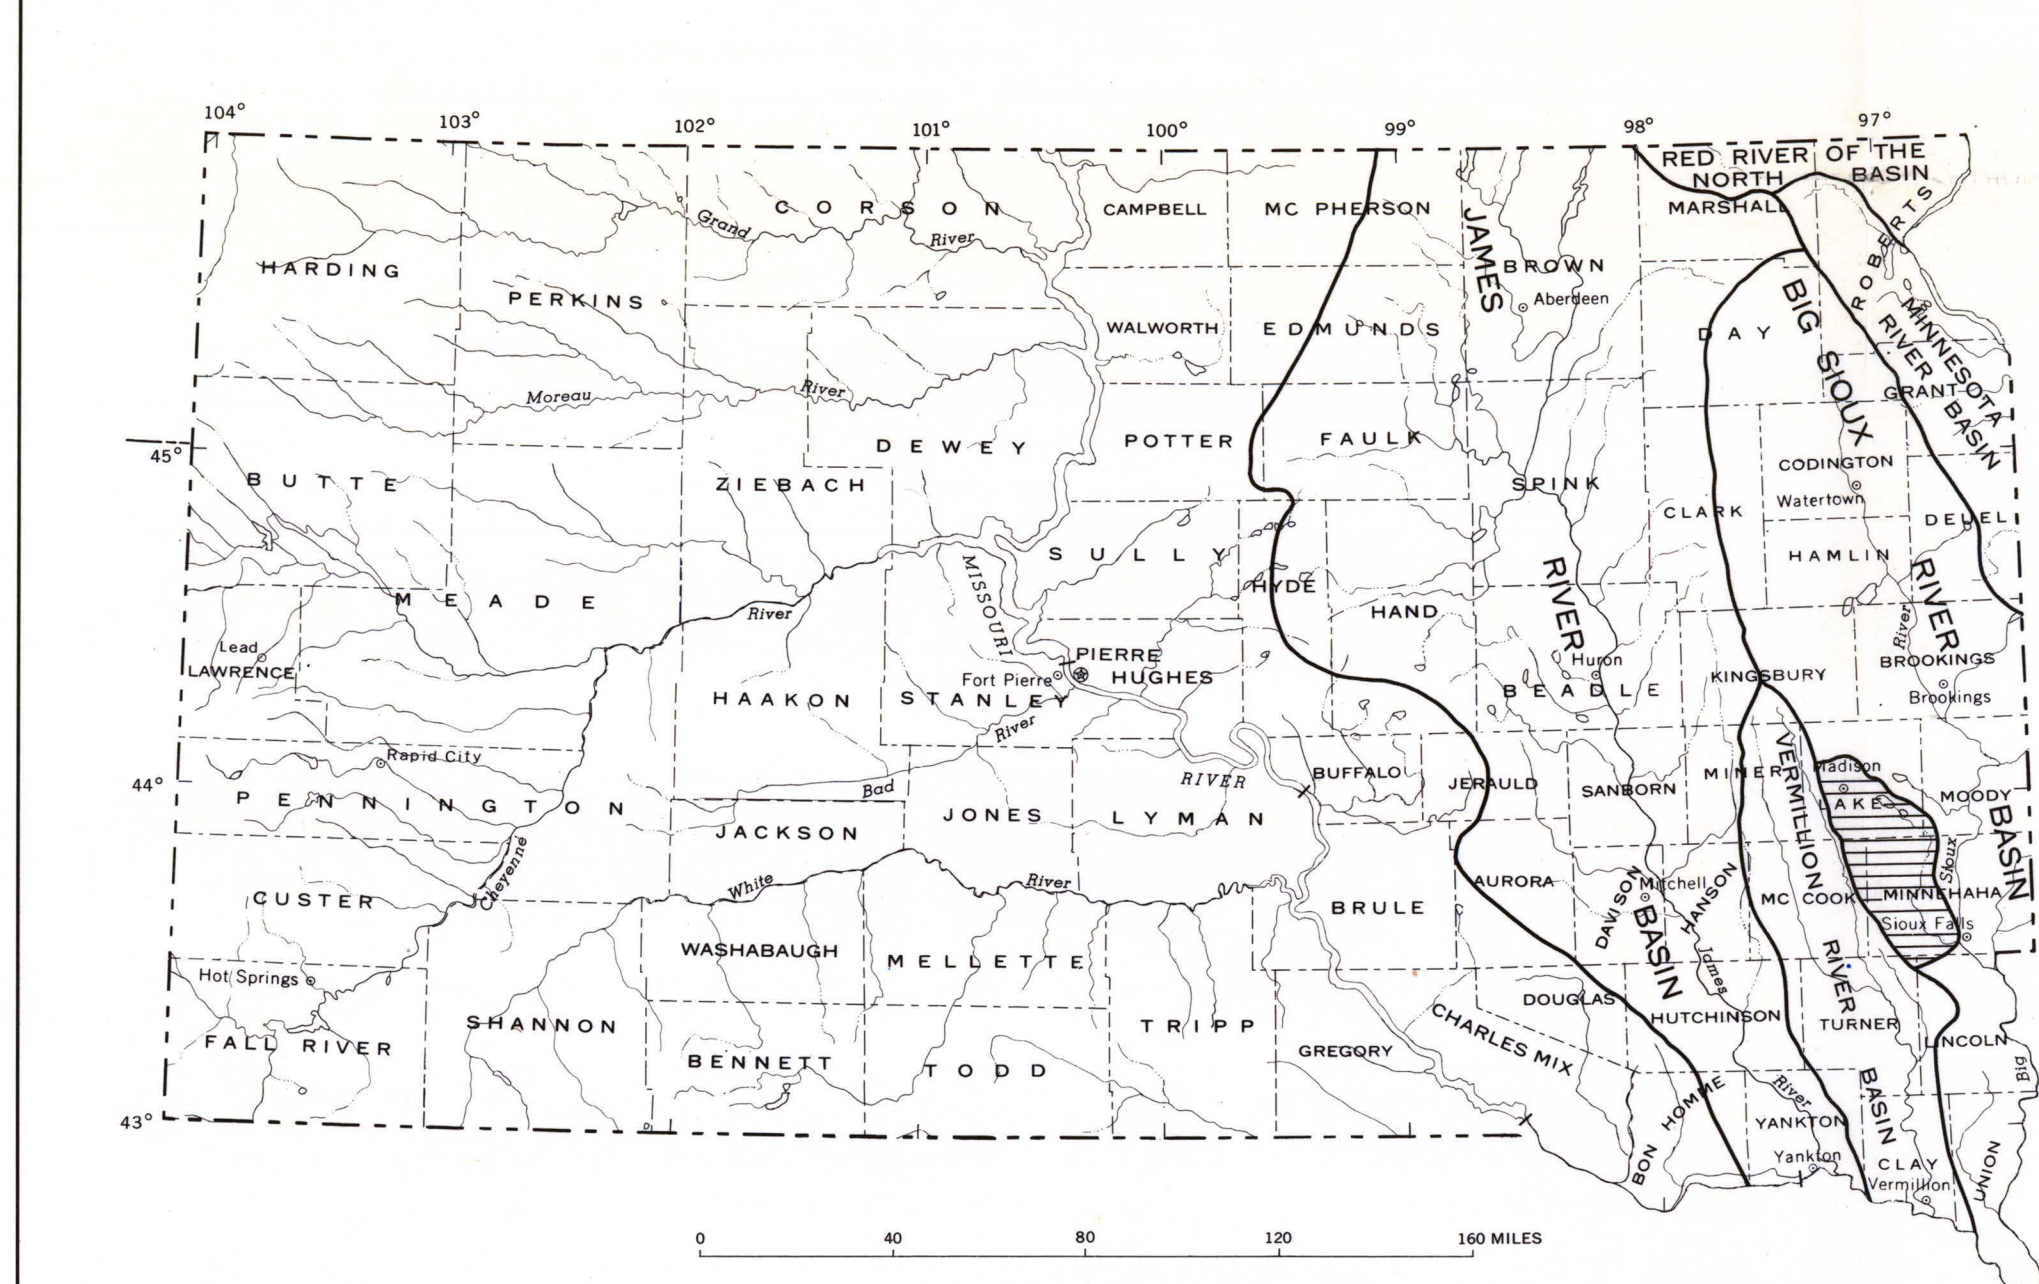 104°
103°
102°
101°
100°
99°
98°
97°
RED RIVER OF THE
NORTH BASIN
MARSHALL
ROBERTS
CORSON
Grand
River
CAMPBELL
MC PHERSON
JAMES
BROWN
Aberdeen
HARDING
PERKINS
WALWORTH
EDMUNDS
DAY
BIG SIOUX
MINNESOTA
RIVER BASIN
GRANT
Moreau
River
45°
BUTTE
ZIEBACH
DEWEY
POTTER
FAULK
SPINK
CLARK
CODINGTON
Watertown
DEUEL
HAMLIN
MEADE
River
SULLY
MISSOURI
HYDE
HAND
RIVER
RIVER
River
Lead
LAWRENCE
HAAKON
STANLEY
Fort Pierre
PIERRE
HUGHES
River
Huron
BEADLE
KINGSBURY
BROOKINGS
Brookings
44°
Rapid City
PENNINGTON
Bad
JACKSON
JONES
LYMAN
RIVER
BUFFALO
JERAULD
SANBORN
MINER
VERMILLION
Madison
LAKE
MOODY
BASIN
CUSTER
Cheyenne
White
River
BRULE
AURORA
DAVISON
Mitchell
BASIN
HANSON
MC COOK
MINNEHAHA
Sioux
Sioux Falls
Hot Springs
WASHABAUGH
MELLETTE
James
RIVER
FALL RIVER
SHANNON
BENNETT
TODD
TRIPP
GREGORY
CHARLES MIX
DOUGLAS
HUTCHINSON
TURNER
LINCOLN
Big
43°
BON HOMME
River
YANKTON
Yankton
BASIN
CLAY
Vermillion
UNION
0 40 80 120 160 MILES